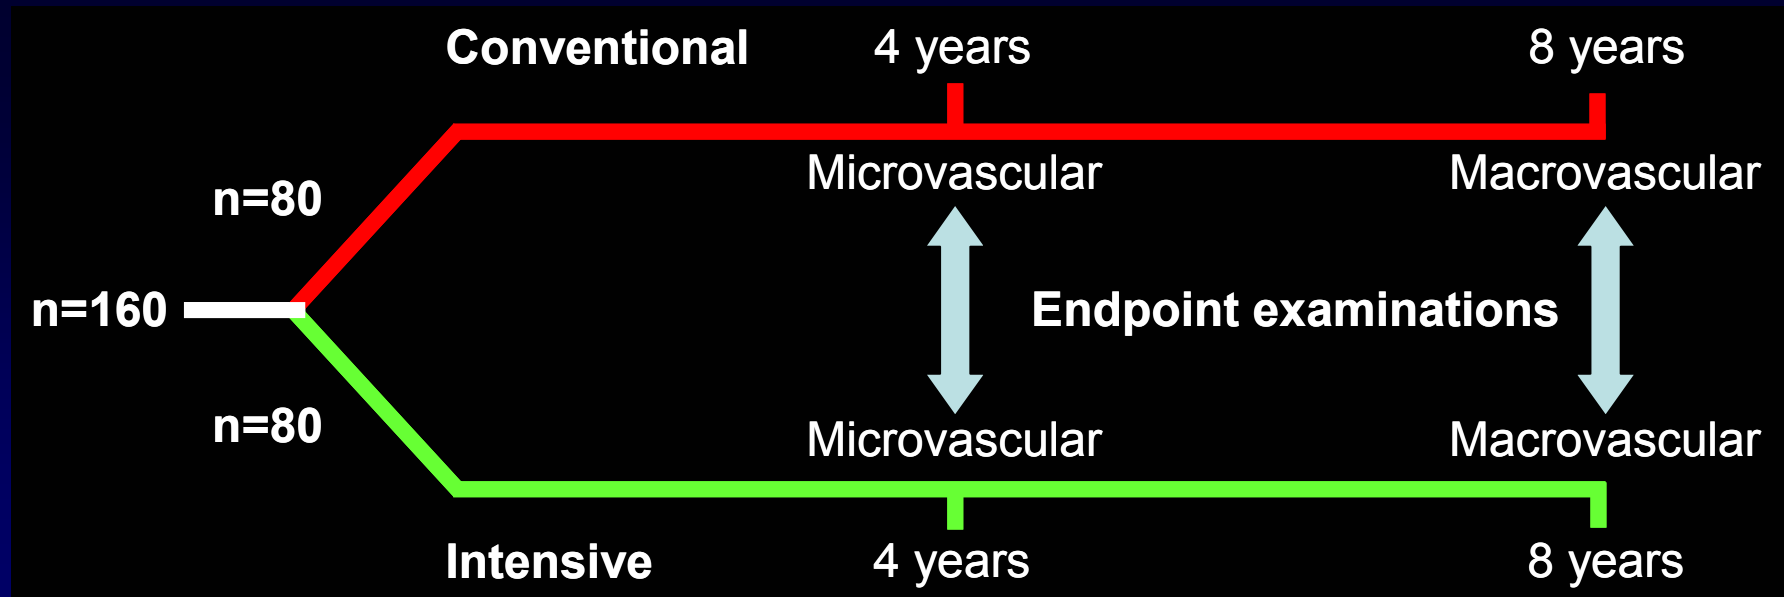 Conventional 4 years 8 years
Microvascular Macrovascular
n=80
n=160 Endpoint examinations
n=80
Microvascular Macrovascular
Intensive 4 years 8 years